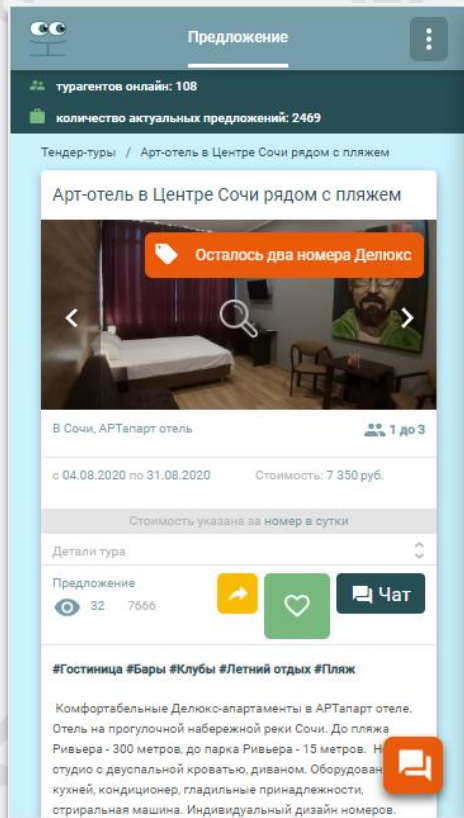 Предложение
турагентов онлайн: 108
количество актуальных предложений: 2469
Тендер-туры / Арт-отель в Центре Сочи рядом с пляжем
Арт-отель в Центре Сочи рядом с пляжем
Осталось два номера Делюкс
В Сочи, АРТапарт отель
1 до 3
с 04.08.2020 по 31.08.2020 Стоимость: 7 350 руб.
Стоимость указана за номер в сутки
Детали тура
Предложение
32 7666
Чат
#Гостиница #Бары #Клубы #Летний отдых #Пляж
Комфортабельные Делюкс-апартаменты в АРТапарт отеле.
Отель на прогулочной набережной реки Сочи. До пляжа
Ривьера - 300 метров, до парка Ривьера - 15 метров.
студио с двуспальной кроватью, диваном.
кухней, кондиционер, гладильные принадлежности,
стриральная машина. Индивидуальный дизайн номеров.